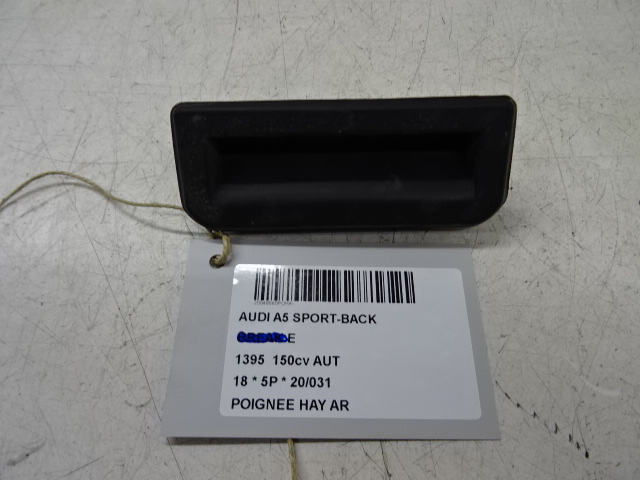 AUDI A5 SPORT-BACK
E
1395 150cv AUT
18 * 5P * 20/031
POIGNEE HAY AR